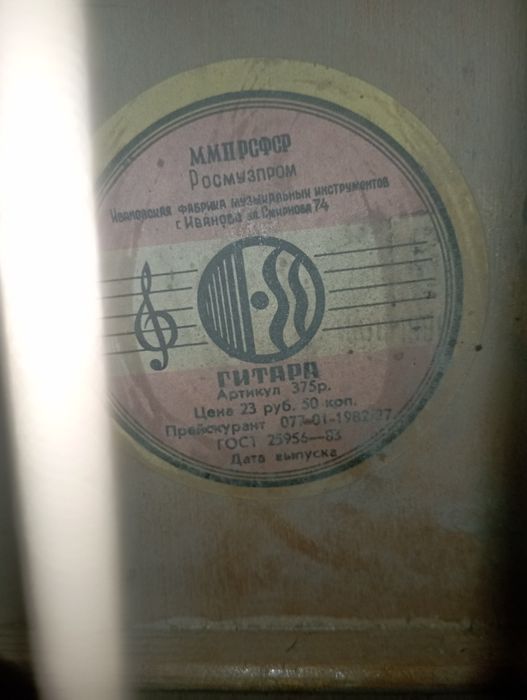 ММПРСФСР
Росмузпром
Ивановская фабрика музыкальных инструментов
г. Иваново ул. Смирнова 74
ГИТАРА
Артикул 375р.
Цена 23 руб. 50 коп.
Прейскурант 077-01-1982/37
ГОСТ 25956—83
Дата выпуска